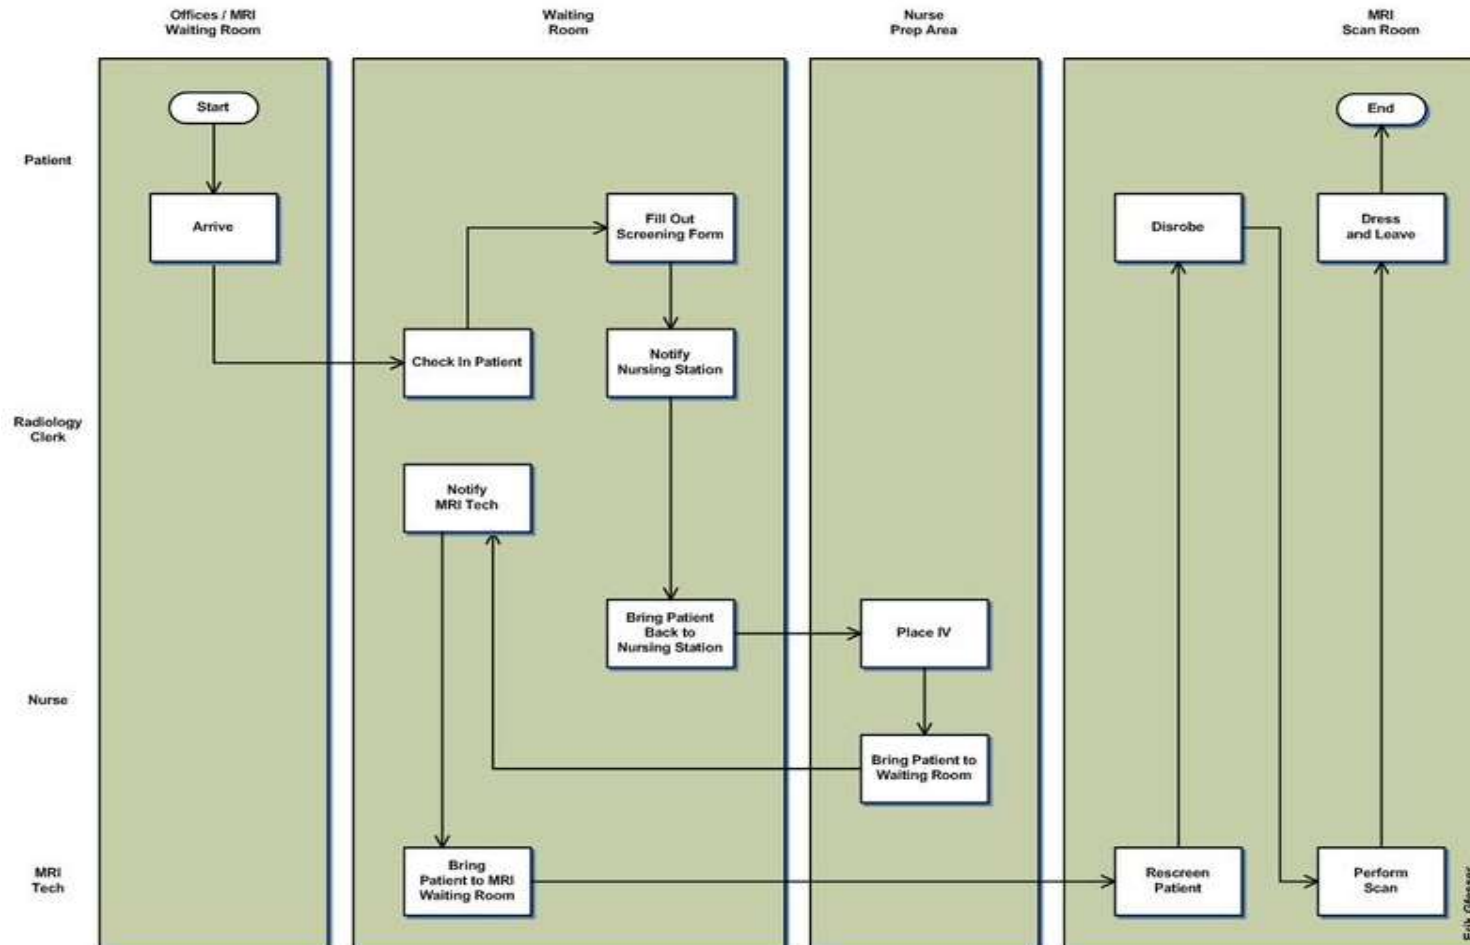 Offices / MRI
Waiting Room
Waiting
Room
Nurse
Prep Area
MRI
Scan Room
Start
End
Patient
Arrive
Fill Out
Screening Form
Disrobe
Dress
and Leave
Check In Patient
Notify
Nursing Station
Radiology
Clerk
Notify
MRI Tech
Bring Patient
Back to
Nursing Station
Place IV
Nurse
Bring Patient to
Waiting Room
MRI
Tech
Bring
Patient to MRI
Waiting Room
Rescreen
Patient
Perform
Scan
Erik